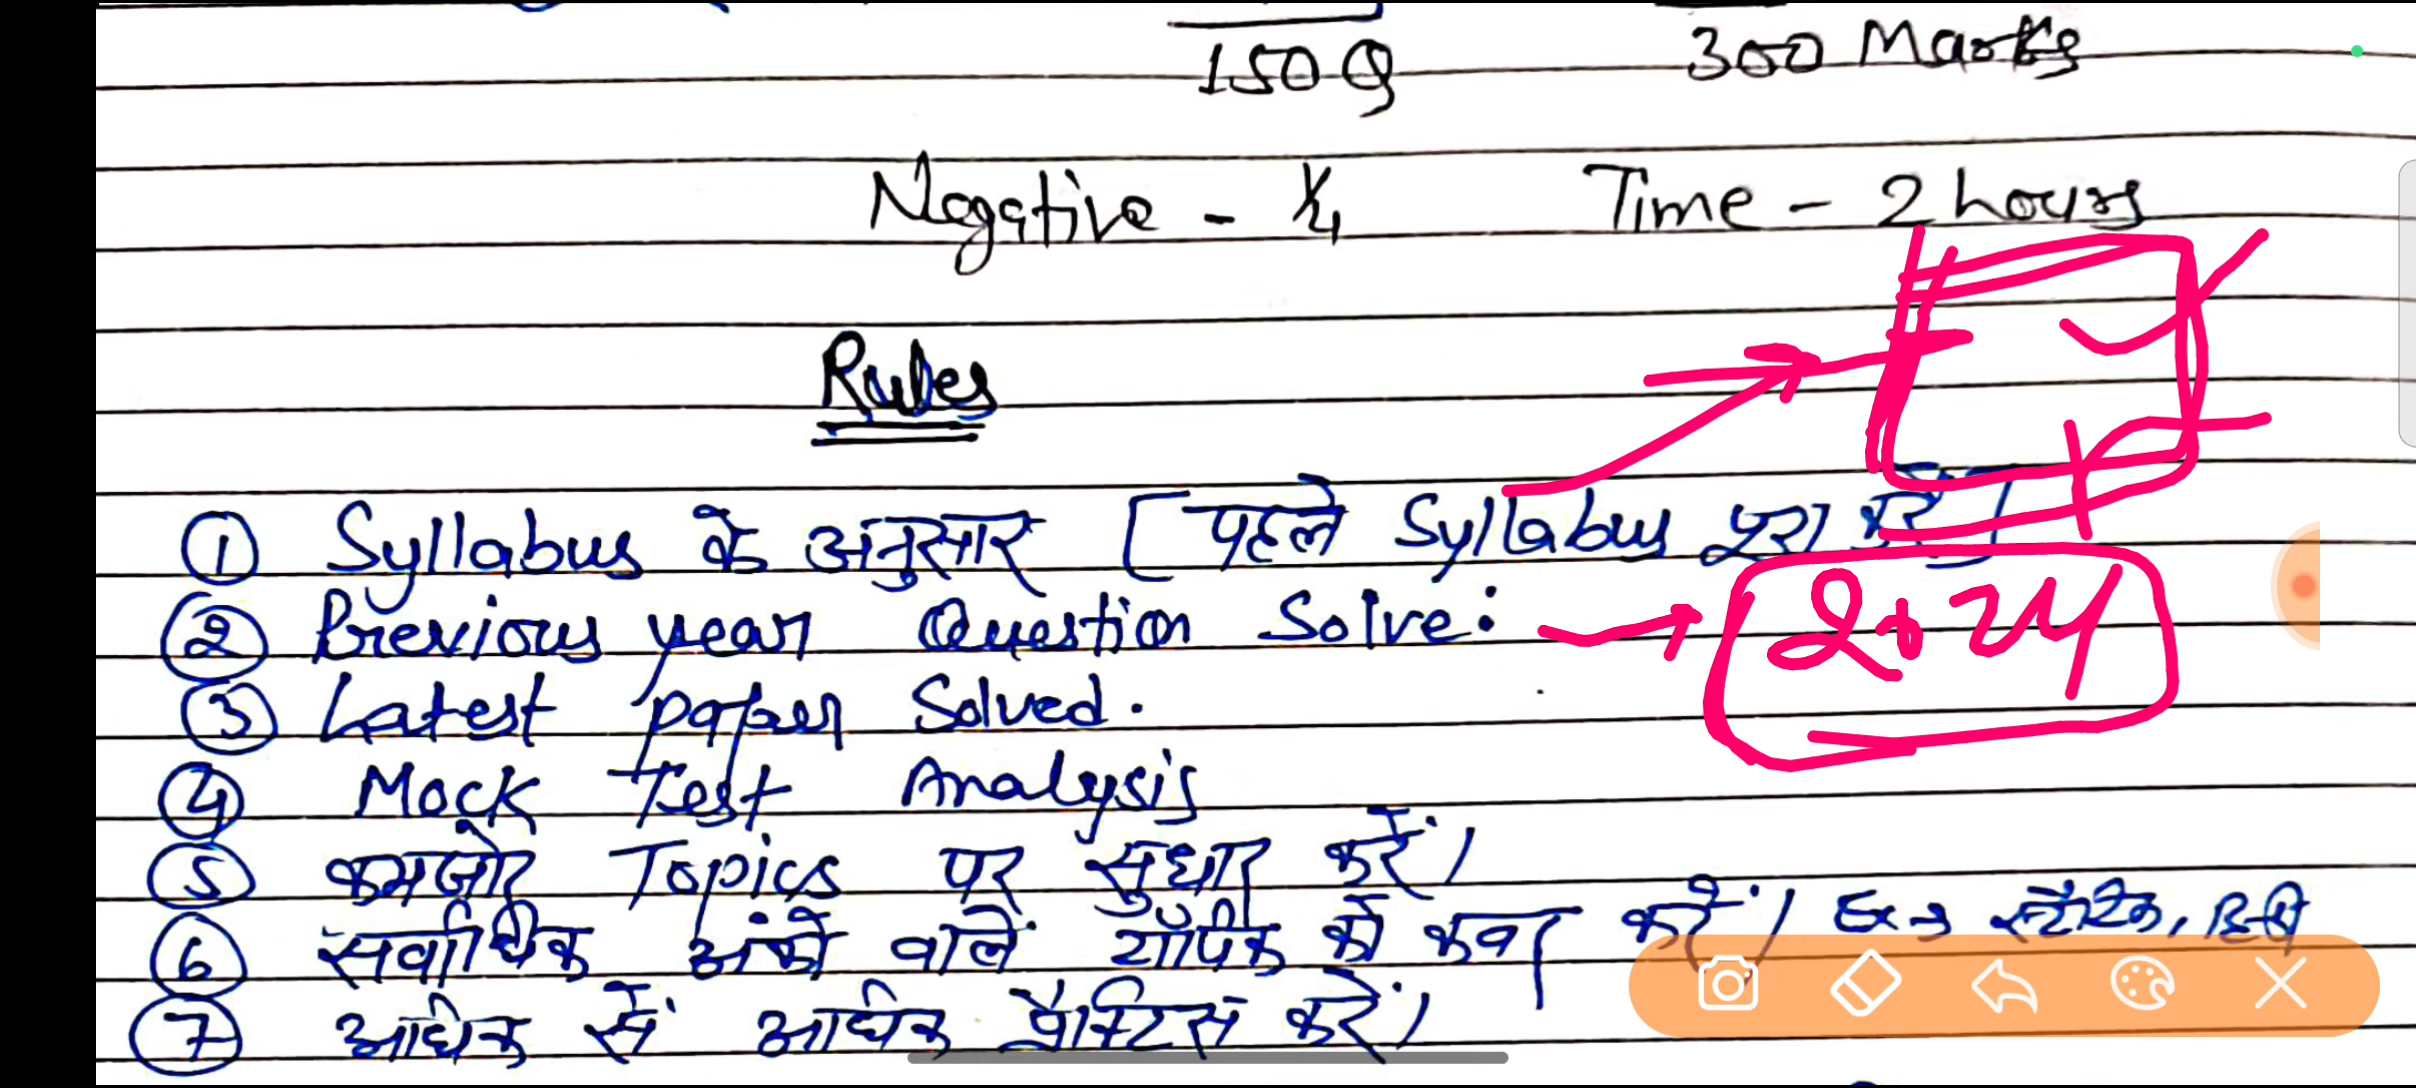 150 Q 300 Marks
Negative - 1/4 Time - 2 hours
Rules
① Syllabus के अनुसार [पहले Syllabus पूरा करें]
② Previous year Question Solve:
2024
③ Latest paper Solved.
④ Mock Test Analysis
⑤ कमजोर Topics पर सुधार करें।
⑥ सर्वाधिक अंको वाले टॉपिक को कवर करें। Ex → स्टैटिक,
⑦ अधिक से अधिक प्रैक्टिस करें।